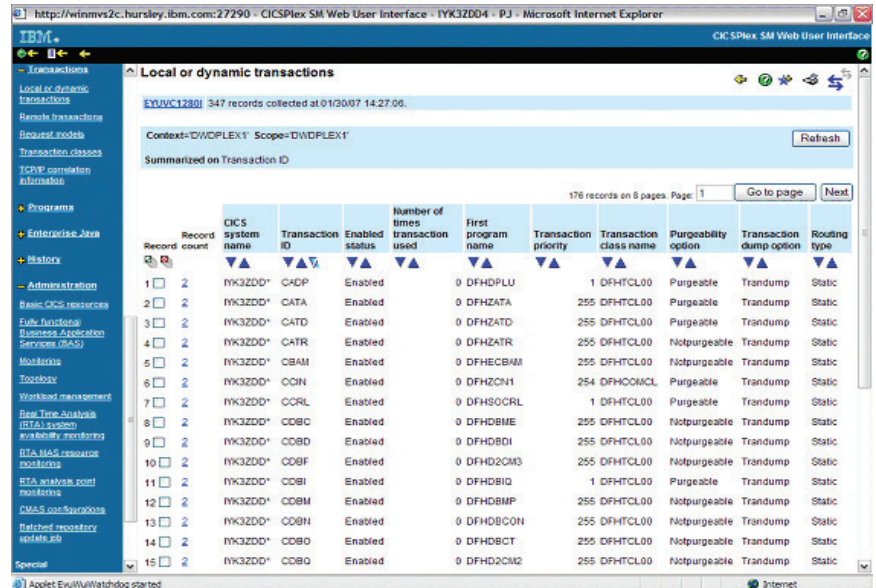 http://winmvs2c.hursley.ibm.com:27290 - CICSPlex SM Web User Interface - IYK3ZDD4 - PJ - Microsoft Internet Explorer
IBM.
CICSPlex SM Web User Interface
Transactions
Local or dynamic transactions
Remote transactions
Request models
Transaction classes
TCP/IP correlation information
Programs
Enterprise Java
History
Administration
Basic CICS resources
Fully functional Business Application Services (BAS)
Monitoring
Topology
Workload management
Real Time Analysis (RTA) system availability monitoring
RTA MAS resource monitoring
RTA analysis point monitoring
CMAS configurations
Batched repository update job
Special
Local or dynamic transactions
EYUVC1280I 347 records collected at 01/30/07 14:27:06.
Context='DWDPLEX1' Scope='DWDPLEX1'
Refresh
Summarized on Transaction ID
176 records on 8 pages. Page: 1 Go to page Next
Record Record count CICS system name Transaction ID Enabled status Number of times transaction used First program name Transaction priority Transaction class name Purgeability option Transaction dump option Routing type
1 2 IYK3ZDD* CADP Enabled 0 DFHDPLU 1 DFHTCL00 Purgeable Trandump Static
2 2 IYK3ZDD* CATA Enabled 0 DFHZATA 255 DFHTCL00 Purgeable Trandump Static
3 2 IYK3ZDD* CATD Enabled 0 DFHZATD 255 DFHTCL00 Purgeable Trandump Static
4 2 IYK3ZDD* CATR Enabled 0 DFHZATR 255 DFHTCL00 Notpurgeable Trandump Static
5 2 IYK3ZDD* CBAM Enabled 0 DFHECBAM 255 DFHTCL00 Notpurgeable Trandump Static
6 2 IYK3ZDD* CCIN Enabled 0 DFHZCN1 254 DFHCOMCL Purgeable Trandump Static
7 2 IYK3ZDD* CCRL Enabled 0 DFHSOCRL 1 DFHTCL00 Purgeable Trandump Static
8 2 IYK3ZDD* CDBC Enabled 0 DFHDBME 255 DFHTCL00 Notpurgeable Trandump Static
9 2 IYK3ZDD* CDBD Enabled 0 DFHDBDI 255 DFHTCL00 Notpurgeable Trandump Static
10 2 IYK3ZDD* CDBF Enabled 0 DFHD2CM3 255 DFHTCL00 Notpurgeable Trandump Static
11 2 IYK3ZDD* CDBI Enabled 0 DFHDBIQ 1 DFHTCL00 Purgeable Trandump Static
12 2 IYK3ZDD* CDBM Enabled 0 DFHDBMP 255 DFHTCL00 Notpurgeable Trandump Static
13 2 IYK3ZDD* CDBN Enabled 0 DFHDBCON 255 DFHTCL00 Notpurgeable Trandump Static
14 2 IYK3ZDD* CDBO Enabled 0 DFHDBCT 255 DFHTCL00 Notpurgeable Trandump Static
15 2 IYK3ZDD* CDBQ Enabled 0 DFHD2CM2 255 DFHTCL00 Notpurgeable Trandump Static
Applet EyuWuiWatchdog started
Internet